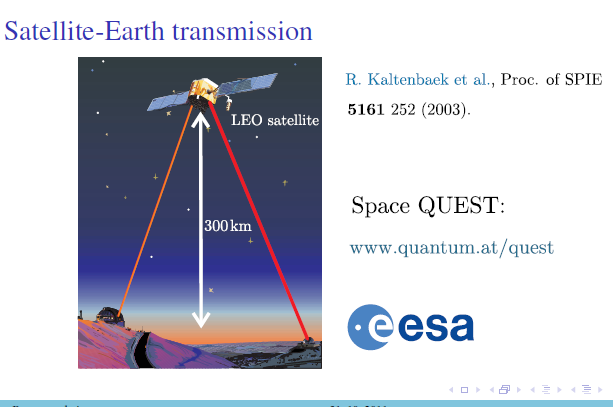 Satellite-Earth transmission
R. Kaltenbaek et al., Proc. of SPIE
5161 252 (2003).
LEO satellite
300 km
Space QUEST:
www.quantum.at/quest
esa